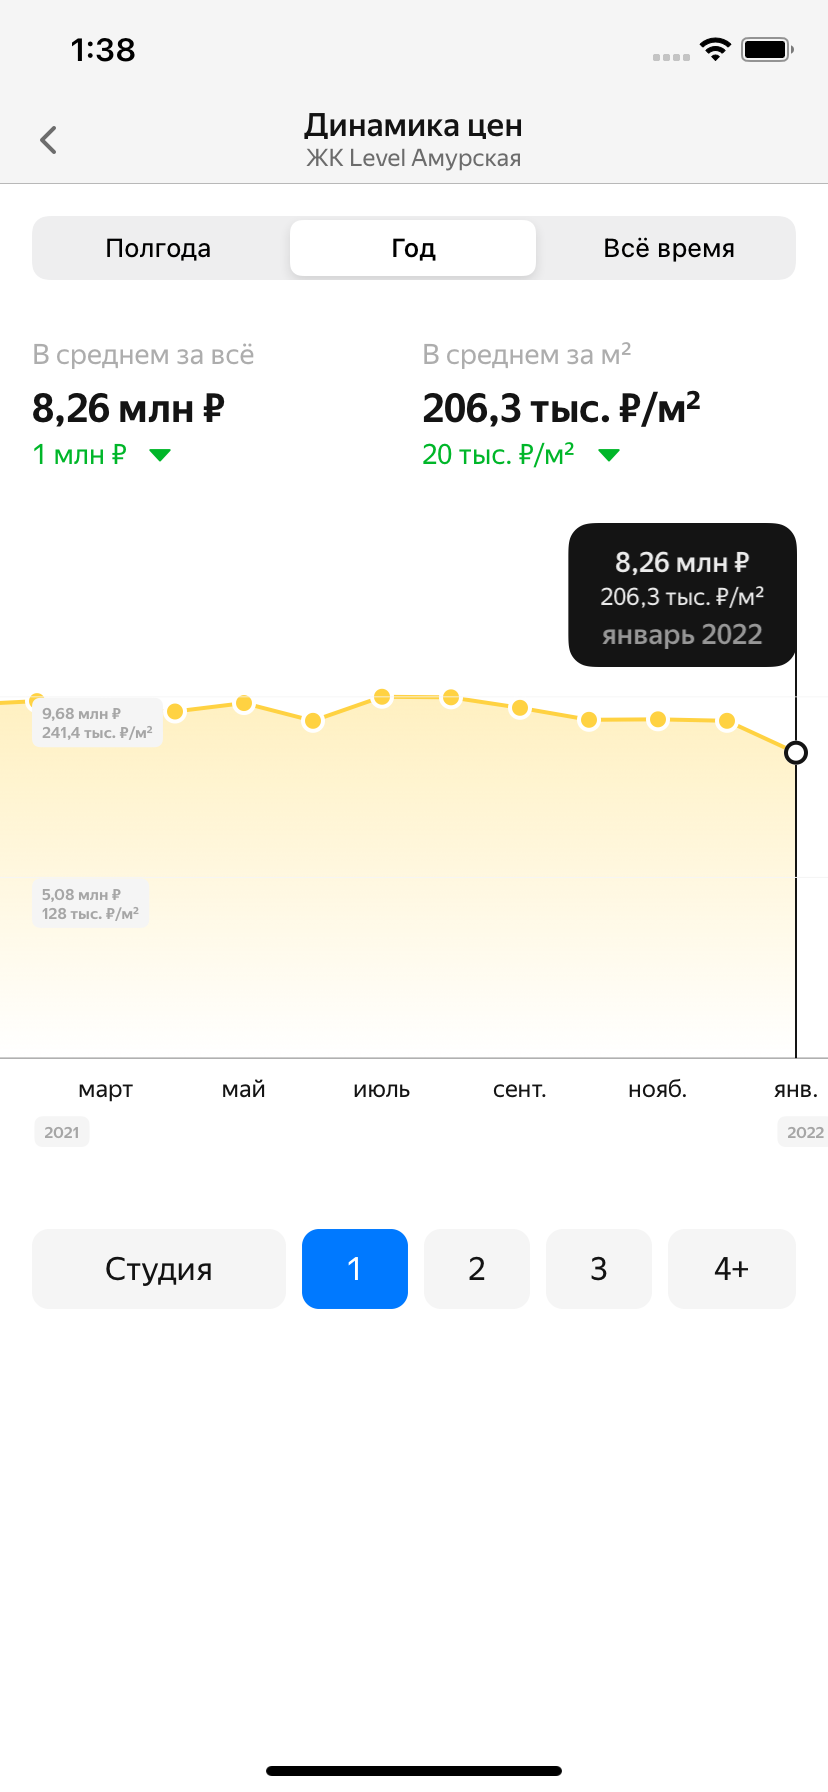 1:38
Динамика цен
ЖК Level Амурская
Полгода
Год
Всё время
В среднем за всё
8,26 млн ₽
1 млн ₽
В среднем за м²
206,3 тыс. ₽/м²
20 тыс. ₽/м²
8,26 млн ₽
206,3 тыс. ₽/м²
январь 2022
9,68 млн ₽
241,4 тыс. ₽/м²
5,08 млн ₽
128 тыс. ₽/м²
март
май
июль
сент.
нояб.
янв.
2021
2022
Студия
1
2
3
4+